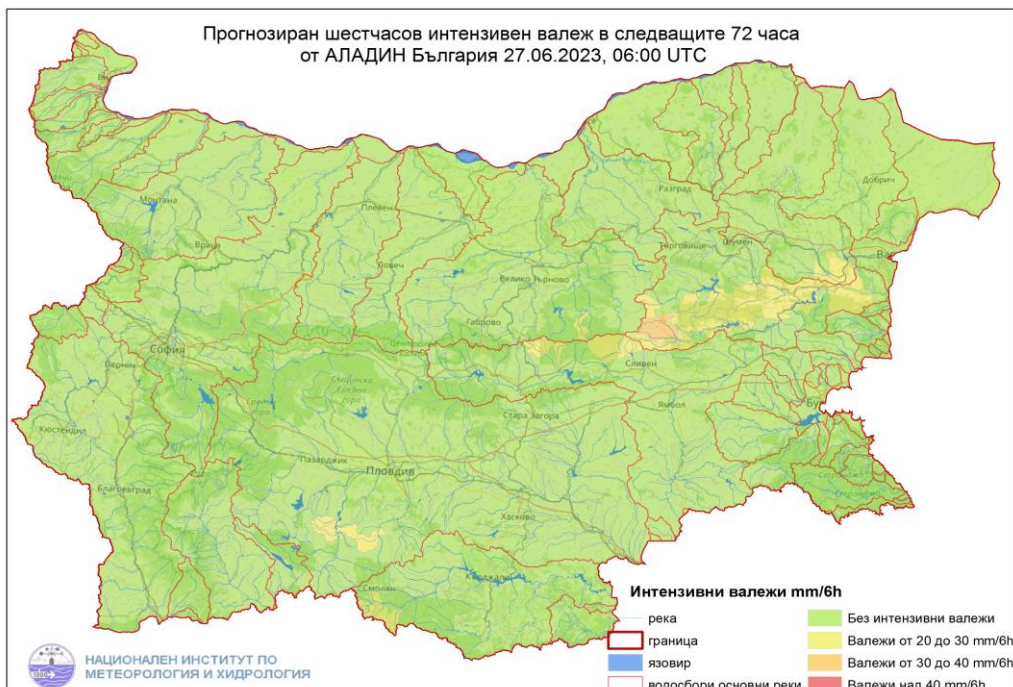 Прогнозиран шестчасов интензивен валеж в следващите 72 часа
от АЛАДИН България 27.06.2023, 06:00 UTC
Добрич
Разград
Монтана
Плевен
Враца
Търговище
Шумен
Ловеч
Велико Търново
Габрово
София
Перник
Сливен
Ямбол
Стара Загора
Кюстендил
Пазарджик
Пловдив
Благоевград
Хасково
Кърджали
Смолян
Интензивни валежи mm/6h
река
граница
язовир
водосбори основни реки
Без интензивни валежи
Валежи от 20 до 30 mm/6h
Валежи от 30 до 40 mm/6h
Валежи над 40 mm/6h
НАЦИОНАЛЕН ИНСТИТУТ ПО
МЕТЕОРОЛОГИЯ И ХИДРОЛОГИЯ